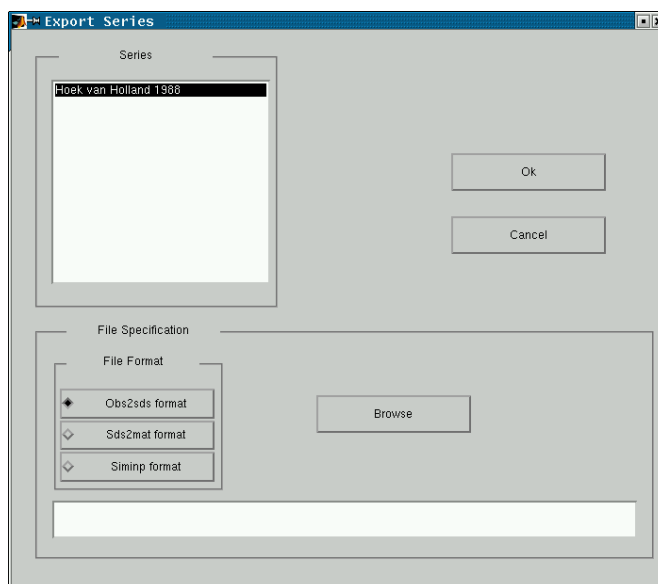 Export Series
Series
Hoek van Holland 1988
Ok
Cancel
File Specification
File Format
Obs2sds format
Sds2mat format
Siminp format
Browse